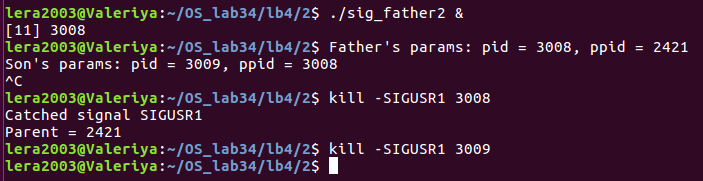 lera2003@Valeriya:~/OS_lab34/lb4/2$ ./sig_father2 &
[11] 3008
lera2003@Valeriya:~/OS_lab34/lb4/2$ Father's params: pid = 3008, ppid = 2421
Son's params: pid = 3009, ppid = 3008
^C
lera2003@Valeriya:~/OS_lab34/lb4/2$ kill -SIGUSR1 3008
Catched signal SIGUSR1
Parent = 2421
lera2003@Valeriya:~/OS_lab34/lb4/2$ kill -SIGUSR1 3009
lera2003@Valeriya:~/OS_lab34/lb4/2$